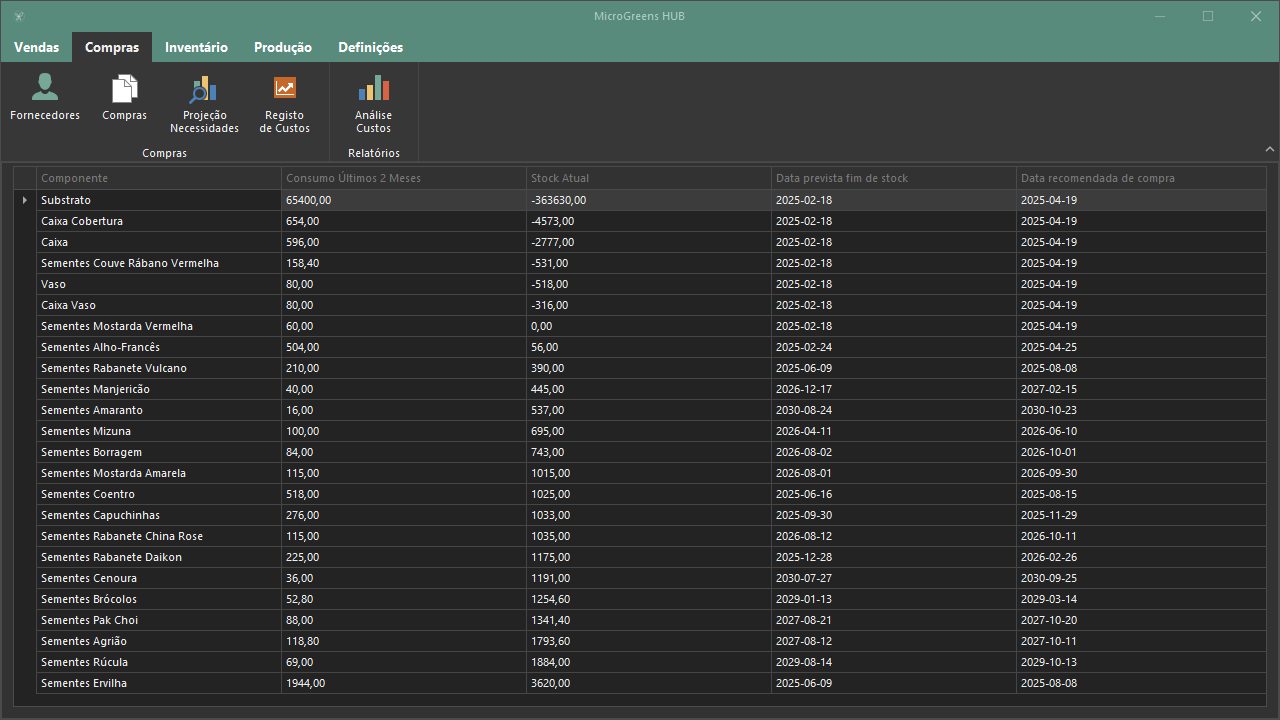 MicroGreens HUB
Vendas Compras Inventário Produção Definições
Fornecedores Compras Projeção Necessidades Registo de Custos Análise Custos
Compras Relatórios
Componente Consumo Últimos 2 Meses Stock Atual Data prevista fim de stock Data recomendada de compra
Substrato 65400,00 -363630,00 2025-02-18 2025-04-19
Caixa Cobertura 654,00 -4573,00 2025-02-18 2025-04-19
Caixa 596,00 -2777,00 2025-02-18 2025-04-19
Sementes Couve Rábano Vermelha 158,40 -531,00 2025-02-18 2025-04-19
Vaso 80,00 -518,00 2025-02-18 2025-04-19
Caixa Vaso 80,00 -316,00 2025-02-18 2025-04-19
Sementes Mostarda Vermelha 60,00 0,00 2025-02-18 2025-04-19
Sementes Alho-Francês 504,00 56,00 2025-02-24 2025-04-25
Sementes Rabanete Vulcano 210,00 390,00 2025-06-09 2025-08-08
Sementes Manjericão 40,00 445,00 2026-12-17 2027-02-15
Sementes Amaranto 16,00 537,00 2030-08-24 2030-10-23
Sementes Mizuna 100,00 695,00 2026-04-11 2026-06-10
Sementes Borragem 84,00 743,00 2026-08-02 2026-10-01
Sementes Mostarda Amarela 115,00 1015,00 2026-08-01 2026-09-30
Sementes Coentro 518,00 1025,00 2025-06-16 2025-08-15
Sementes Capuchinhas 276,00 1033,00 2025-09-30 2025-11-29
Sementes Rabanete China Rose 115,00 1035,00 2026-08-12 2026-10-11
Sementes Rabanete Daikon 225,00 1175,00 2025-12-28 2026-02-26
Sementes Cenoura 36,00 1191,00 2030-07-27 2030-09-25
Sementes Brócolos 52,80 1254,60 2029-01-13 2029-03-14
Sementes Pak Choi 88,00 1341,40 2027-08-21 2027-10-20
Sementes Agrião 118,80 1793,60 2027-08-12 2027-10-11
Sementes Rúcula 69,00 1884,00 2029-08-14 2029-10-13
Sementes Ervilha 1944,00 3620,00 2025-06-09 2025-08-08